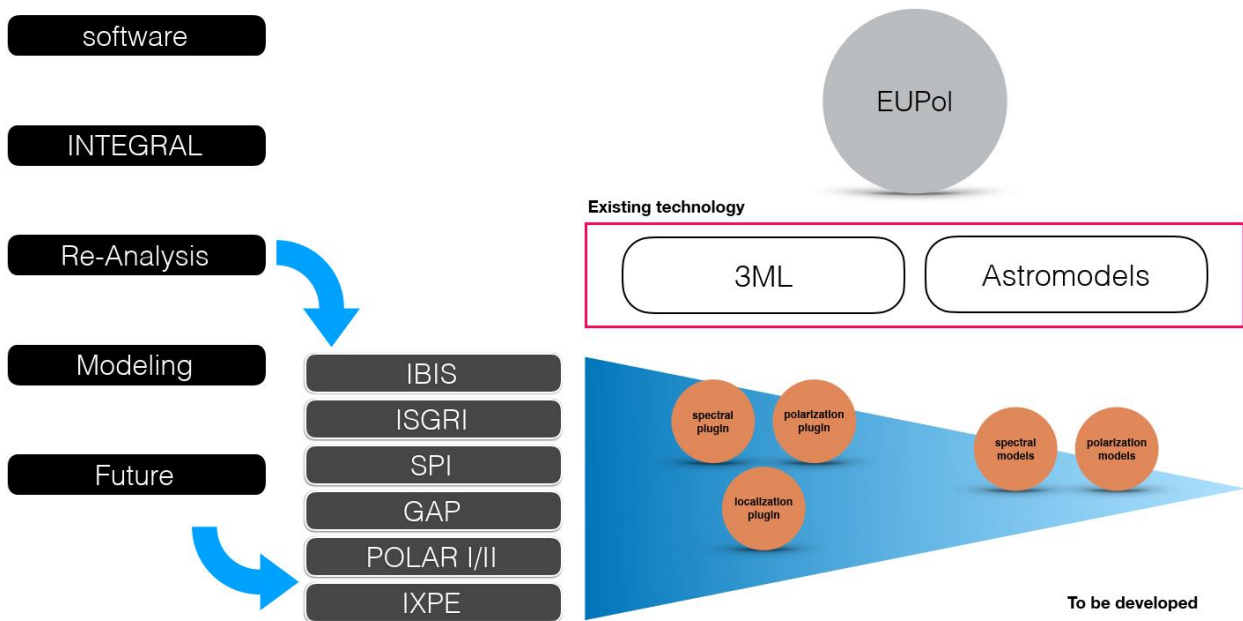 software
INTEGRAL
Re-Analysis
Modeling
Future
IBIS
ISGRI
SPI
GAP
POLAR I/II
IXPE
EUPol
Existing technology
3ML
Astromodels
spectral
plugin
polarization
plugin
localization
plugin
spectral
models
polarization
models
To be developed